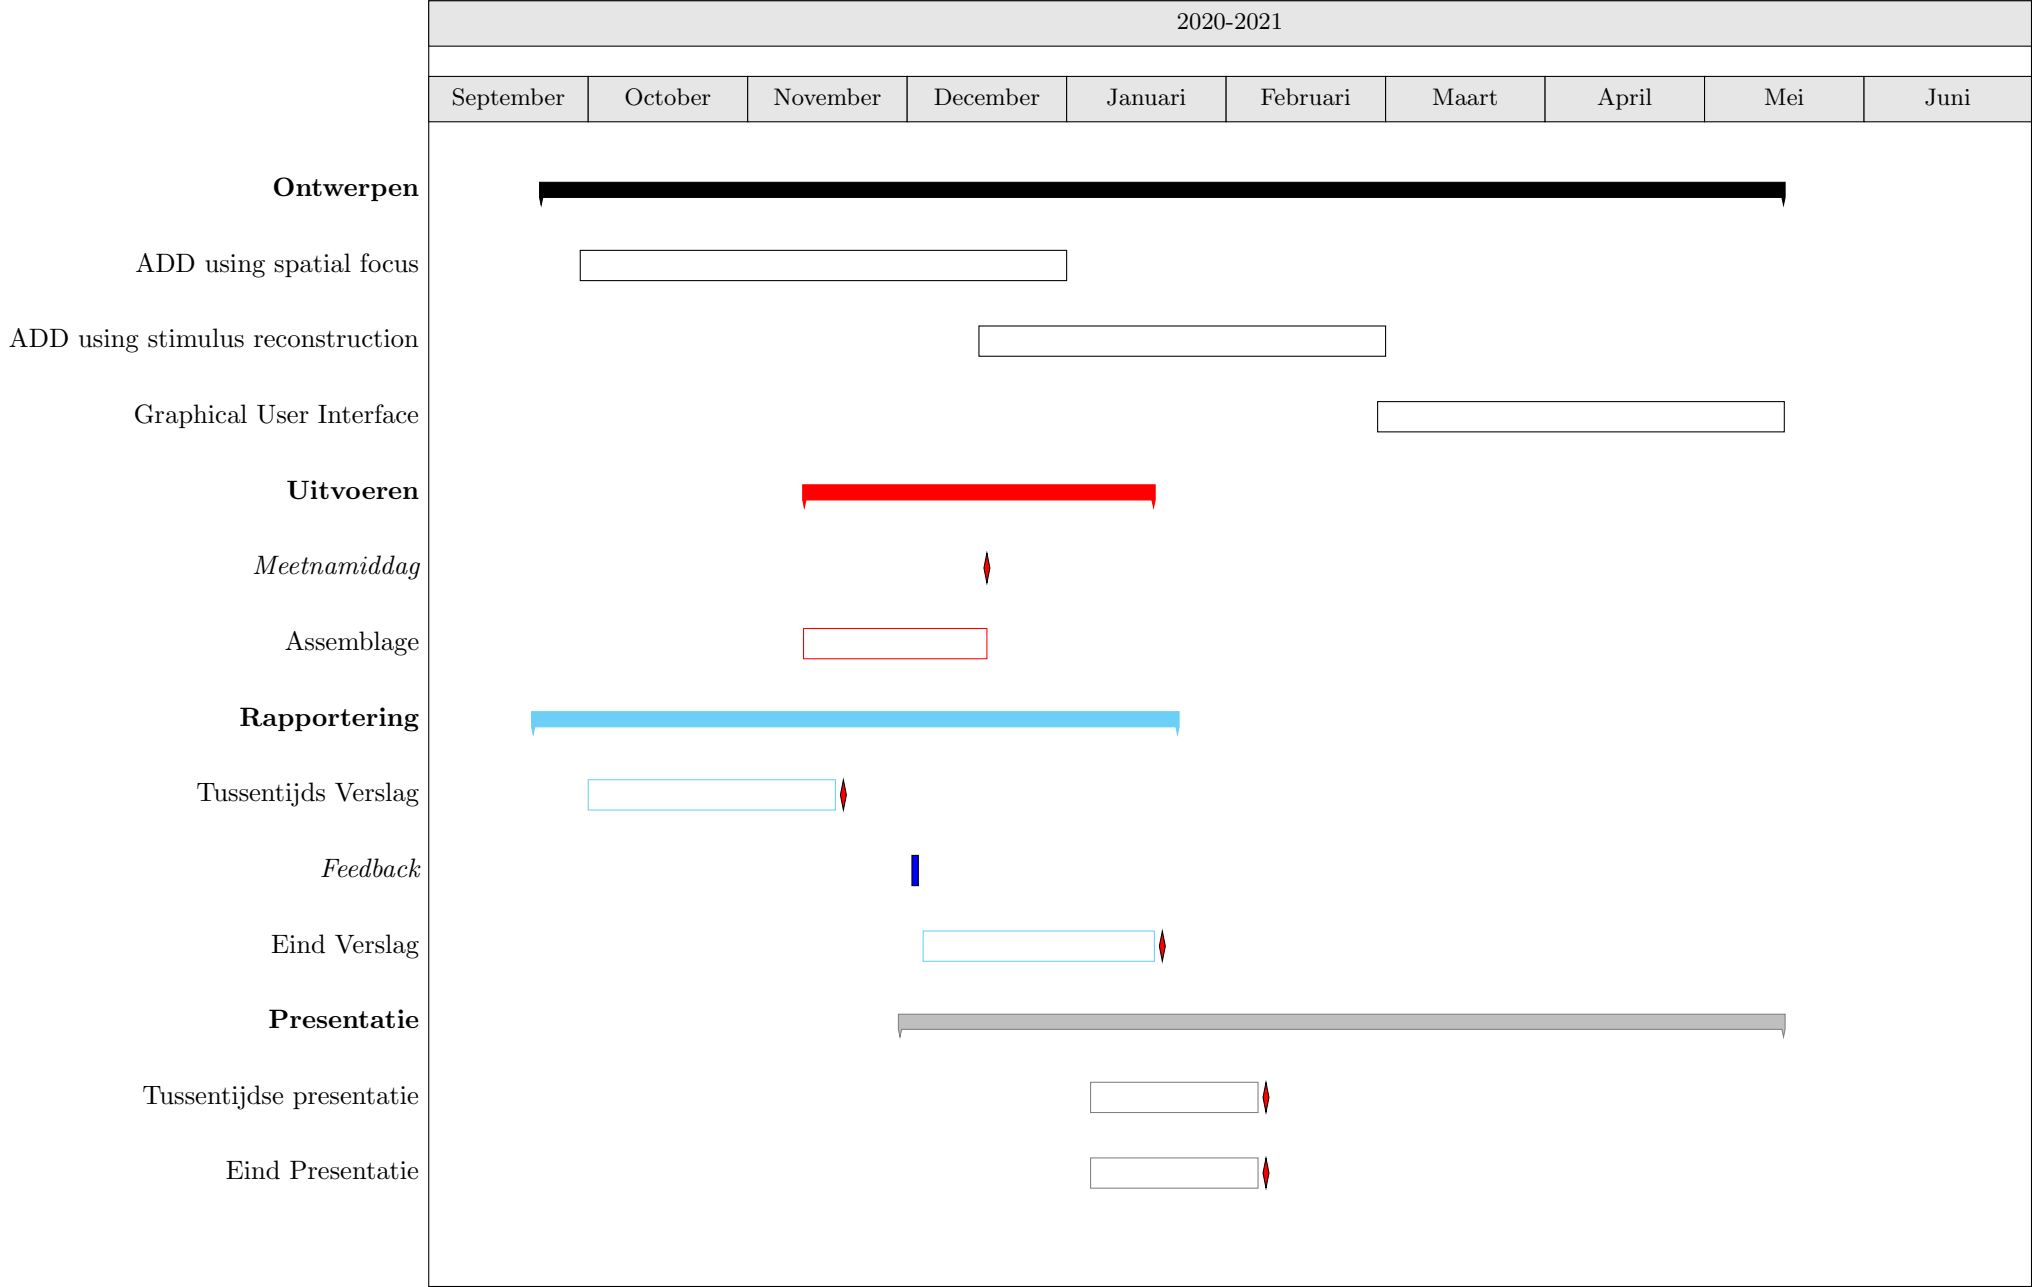 2020-2021
September October November December Januari Februari Maart April Mei Juni
Ontwerpen
ADD using spatial focus
ADD using stimulus reconstruction
Graphical User Interface
Uitvoeren
Meetnamiddag
Assemblage
Rapportering
Tussentijds Verslag
Feedback
Eind Verslag
Presentatie
Tussentijdse presentatie
Eind Presentatie